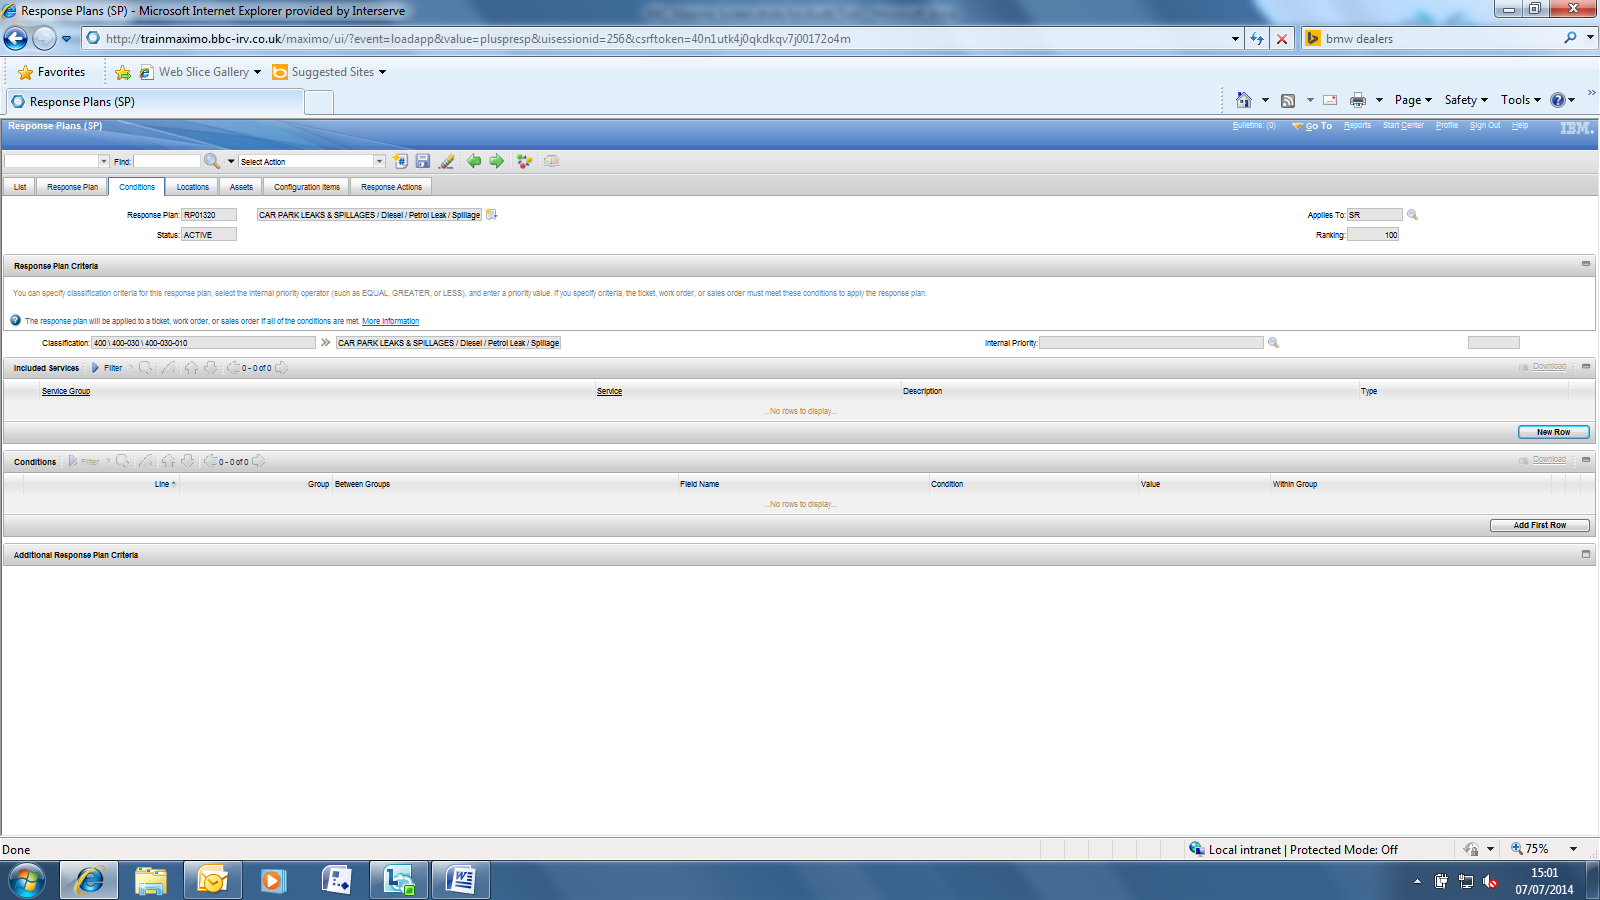 Response Plans (SP) - Microsoft Internet Explorer provided by Interserve
http://trainmaximo.bbc-irv.co.uk/maximo/ui/?event=loadapp&value=pluspresp&uisessionid=256&csrftoken=40n1utk4j0qkdkqv7j00172o4m
bmw dealers
Favorites Web Slice Gallery Suggested Sites
Response Plans (SP) Page Safety Tools
Response Plans (SP) Bulletins: (0) Go To Reports Start Center Profile Sign Out Help IBM.
Find: Select Action
List Response Plan Conditions Locations Assets Configuration Items Response Actions
Response Plan: RP01320 CAR PARK LEAKS & SPILLAGES / Diesel / Petrol Leak / Spillage Applies To: SR
Status: ACTIVE Ranking: 100
Response Plan Criteria
You can specify classification criteria for this response plan, select the internal priority operator (such as EQUAL, GREATER, or LESS), and enter a priority value. If you specify criteria, the ticket, work order, or sales order must meet these conditions to apply the response plan.
The response plan will be applied to a ticket, work order, or sales order if all of the conditions are met. More Information
Classification: 400 \ 400-030 \ 400-030-010 CAR PARK LEAKS & SPILLAGES / Diesel / Petrol Leak / Spillage Internal Priority:
Included Services Filter 0 - 0 of 0 Download
Service Group Service Description Type
...No rows to display...
New Row
Conditions Filter 0 - 0 of 0 Download
Line Group Between Groups Field Name Condition Value Within Group
...No rows to display...
Add First Row
Additional Response Plan Criteria
Done Local intranet | Protected Mode: Off 75%
15:01
07/07/2014